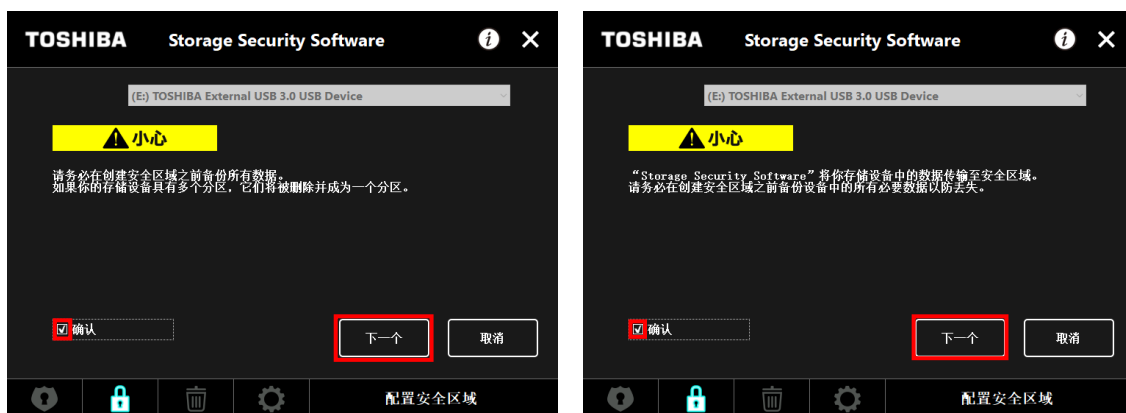 TOSHIBA Storage Security Software
(E:) TOSHIBA External USB 3.0 USB Device
小心
请务必在创建安全区域之前备份所有数据。
如果你的存储设备具有多个分区，它们将被删除并成为一个分区。
确认
下一个
取消
配置安全区域
TOSHIBA Storage Security Software
(E:) TOSHIBA External USB 3.0 USB Device
小心
“Storage Security Software”将你存储设备中的数据传输至安全区域。
请务必在创建安全区域之前备份设备中的所有必要数据以防丢失。
确认
下一个
取消
配置安全区域